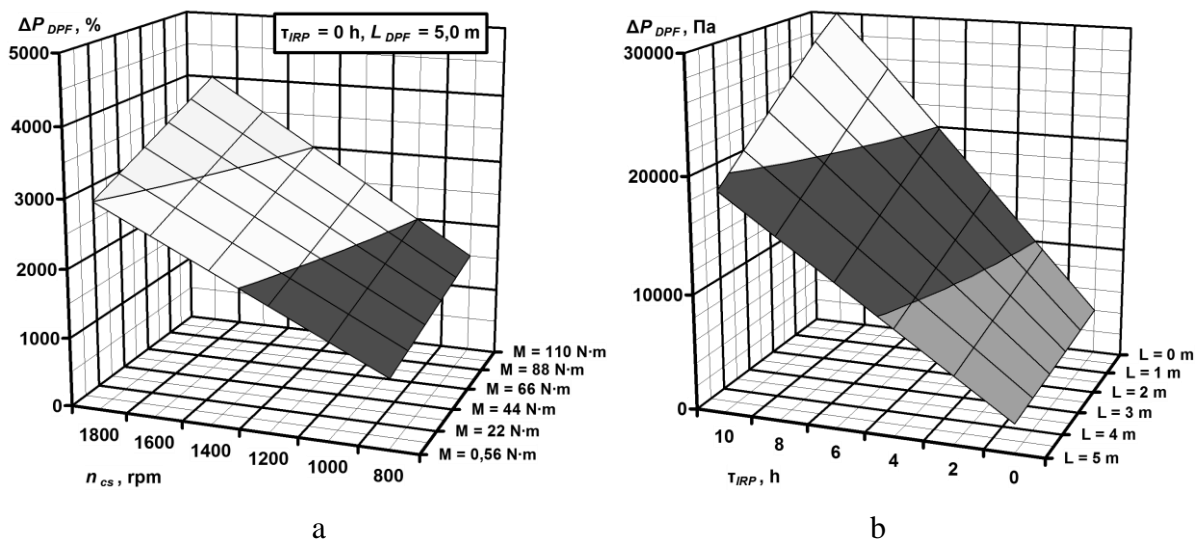 ΔP DPF , %
τIRP = 0 h, L DPF = 5,0 m
5000
4000
3000
2000
1000
0
1800
1600
1400
1200
1000
800
n cs , rpm
M = 110 N·m
M = 88 N·m
M = 66 N·m
M = 44 N·m
M = 22 N·m
M = 0,56 N·m
a
ΔP DPF , Па
30000
20000
10000
0
10
8
6
4
2
0
τIRP , h
L = 0 m
L = 1 m
L = 2 m
L = 3 m
L = 4 m
L = 5 m
b